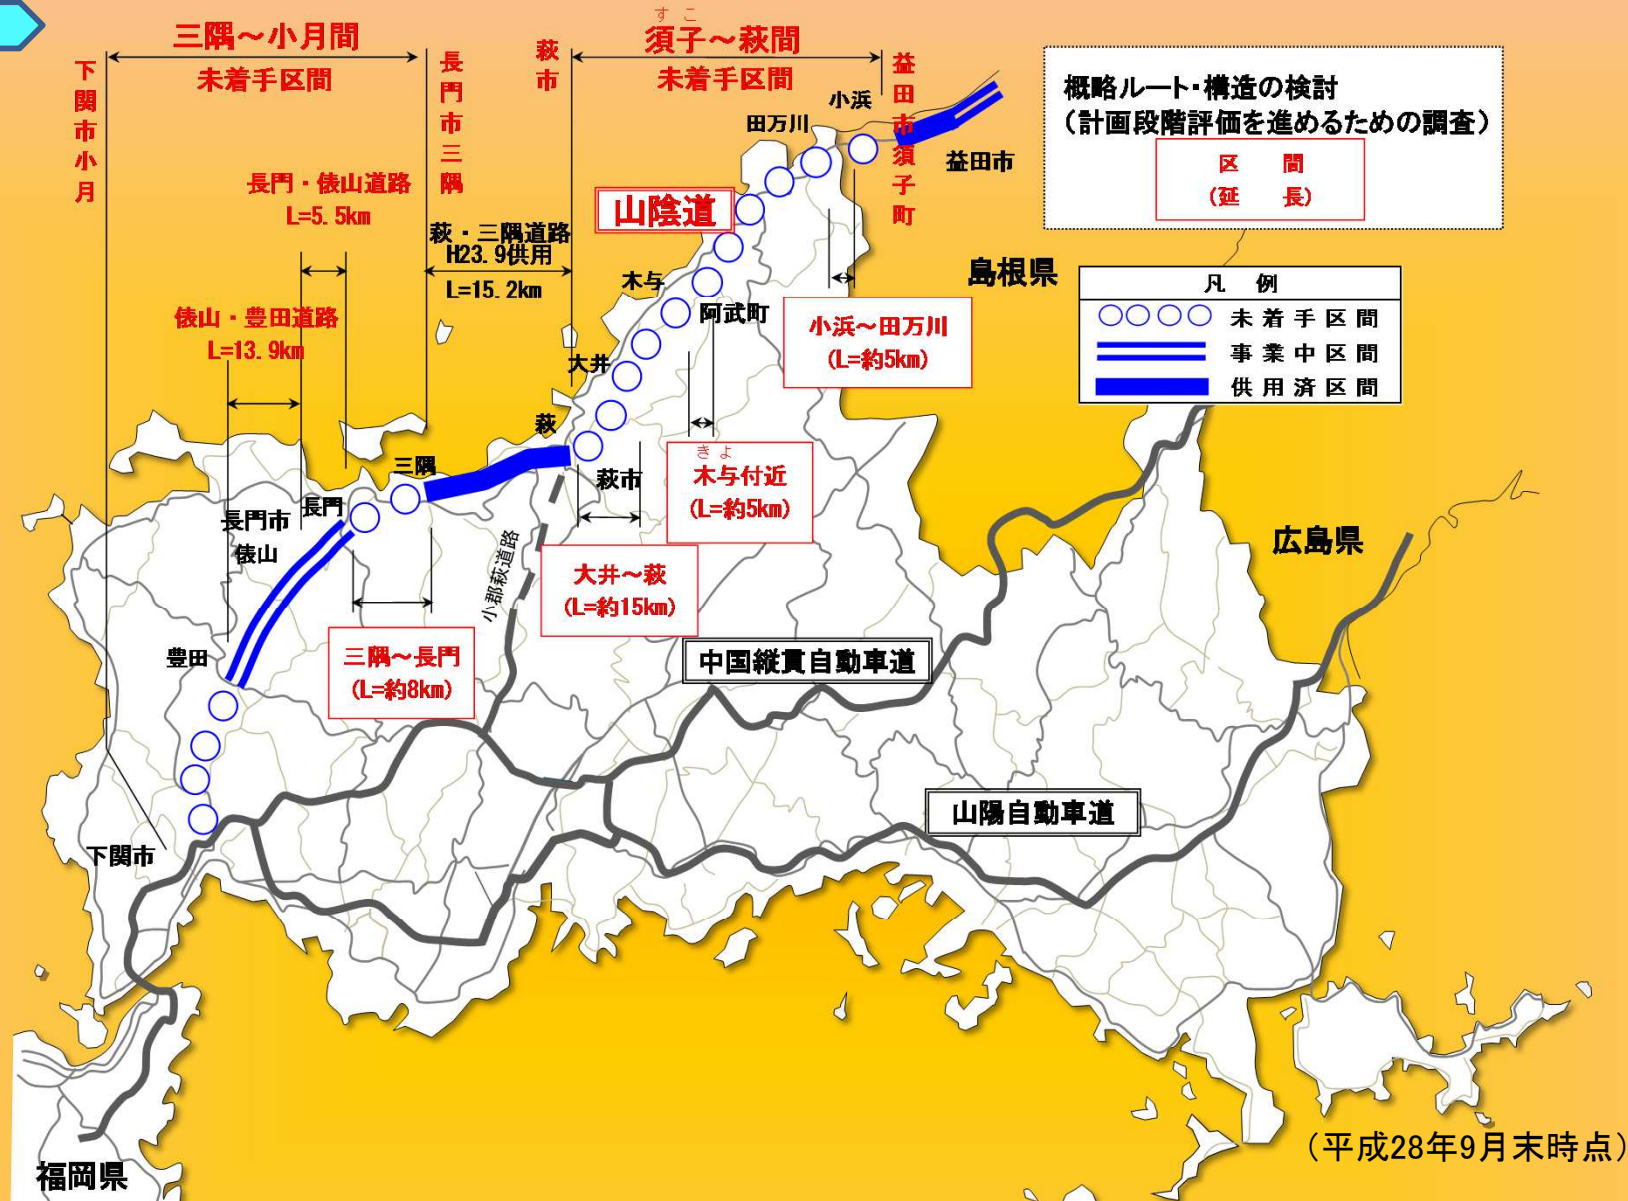 三隅～小月間
未着手区間
下関市小月
長門市三隅
萩市
すこ
須子～萩間
未着手区間
益田市須子町
小浜
田万川
益田市
概略ルート・構造の検討
（計画段階評価を進めるための調査）
区　間
(延　長)
長門・俵山道路
L=5.5km
萩・三隅道路
H23.9供用
L=15.2km
山陰道
島根県
凡例
未着手区間
事業中区間
供用済区間
俵山・豊田道路
L=13.9km
木与
阿武町
小浜～田万川
(L=約5km)
大井
萩
きよ
木与付近
(L=約5km)
三隅
萩市
長門
長門市
俵山
小郡萩道路
大井～萩
(L=約15km)
広島県
豊田
三隅～長門
(L=約8km)
中国縦貫自動車道
山陽自動車道
下関市
福岡県
（平成28年9月末時点）